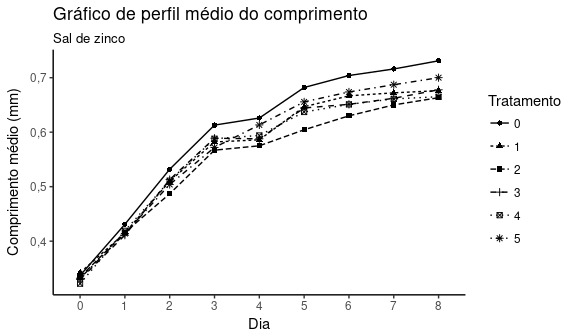 Gráfico de perfil médio do comprimento
Sal de zinco
Comprimento médio (mm)
0,7
0,6
0,5
0,4
0 1 2 3 4 5 6 7 8
Dia
Tratamento
0
1
2
3
4
5